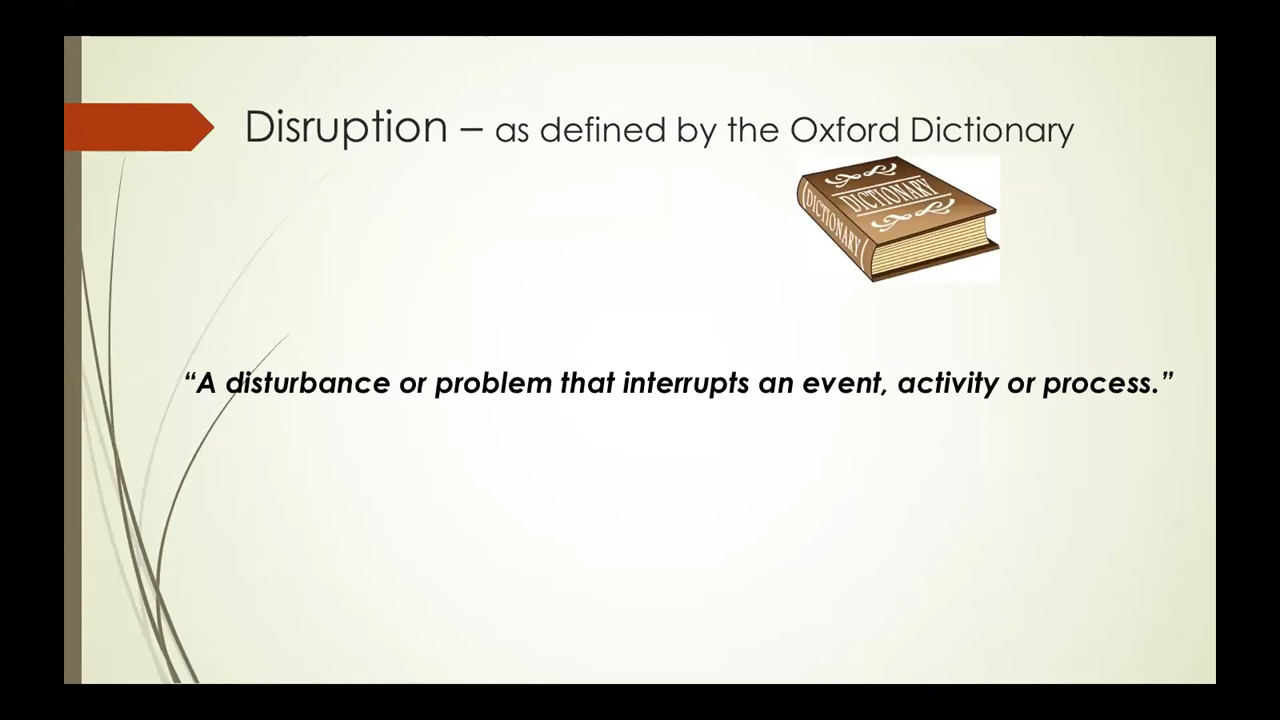 Disruption – as defined by the Oxford Dictionary
DICTIONARY
DICTIONARY
“A disturbance or problem that interrupts an event, activity or process.”